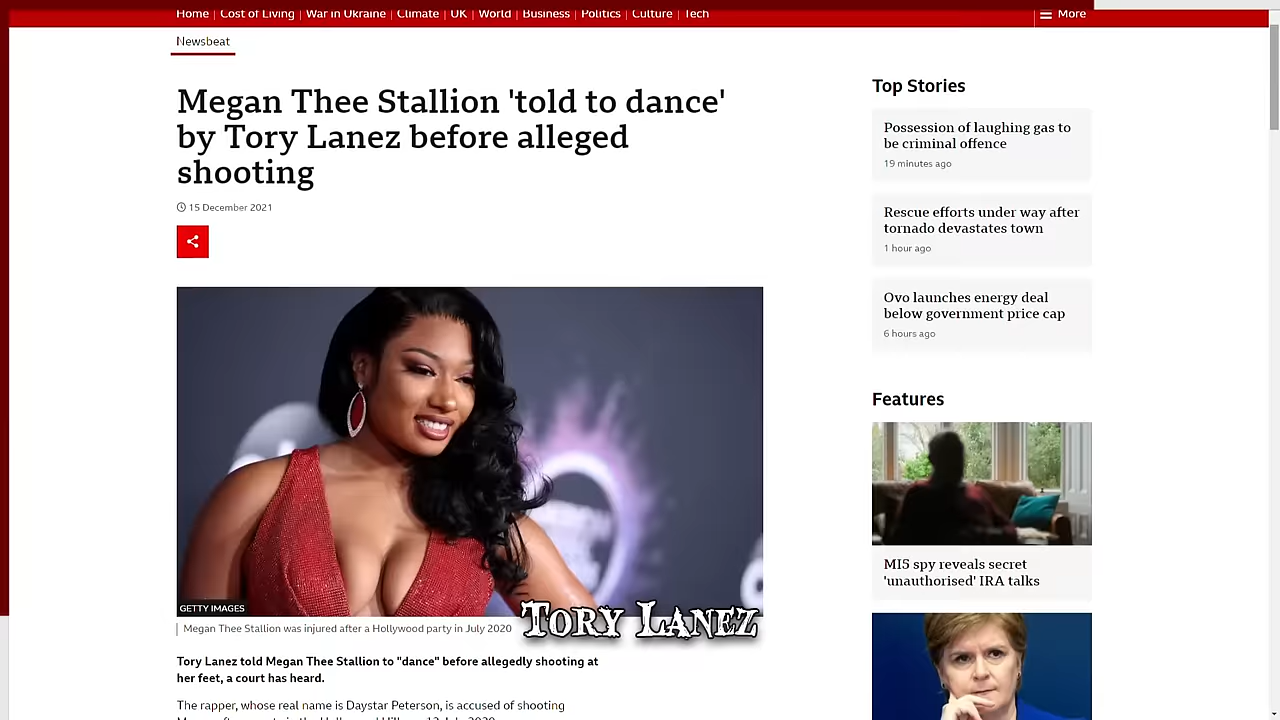 Home | Cost of Living | War in Ukraine | Climate | UK | World | Business | Politics | Culture | Tech
More
Newsbeat
Megan Thee Stallion 'told to dance'
by Tory Lanez before alleged
shooting
15 December 2021
GETTY IMAGES
Megan Thee Stallion was injured after a Hollywood party in July 2020
Tory Lanez
Tory Lanez told Megan Thee Stallion to "dance" before allegedly shooting at
her feet, a court has heard.
The rapper, whose real name is Daystar Peterson, is accused of shooting
Top Stories
Possession of laughing gas to
be criminal offence
19 minutes ago
Rescue efforts under way after
tornado devastates town
1 hour ago
Ovo launches energy deal
below government price cap
6 hours ago
Features
MI5 spy reveals secret
'unauthorised' IRA talks